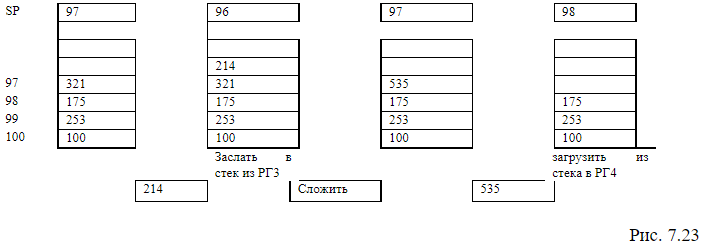 SP 97 96 97 98
214
97 321 321 535
98 175 175 175 175
99 253 253 253 253
100 100 100 100 100
Заслать в загрузить из
стек из РГ3 стека в РГ4
214 Сложить 535
Рис. 7.23